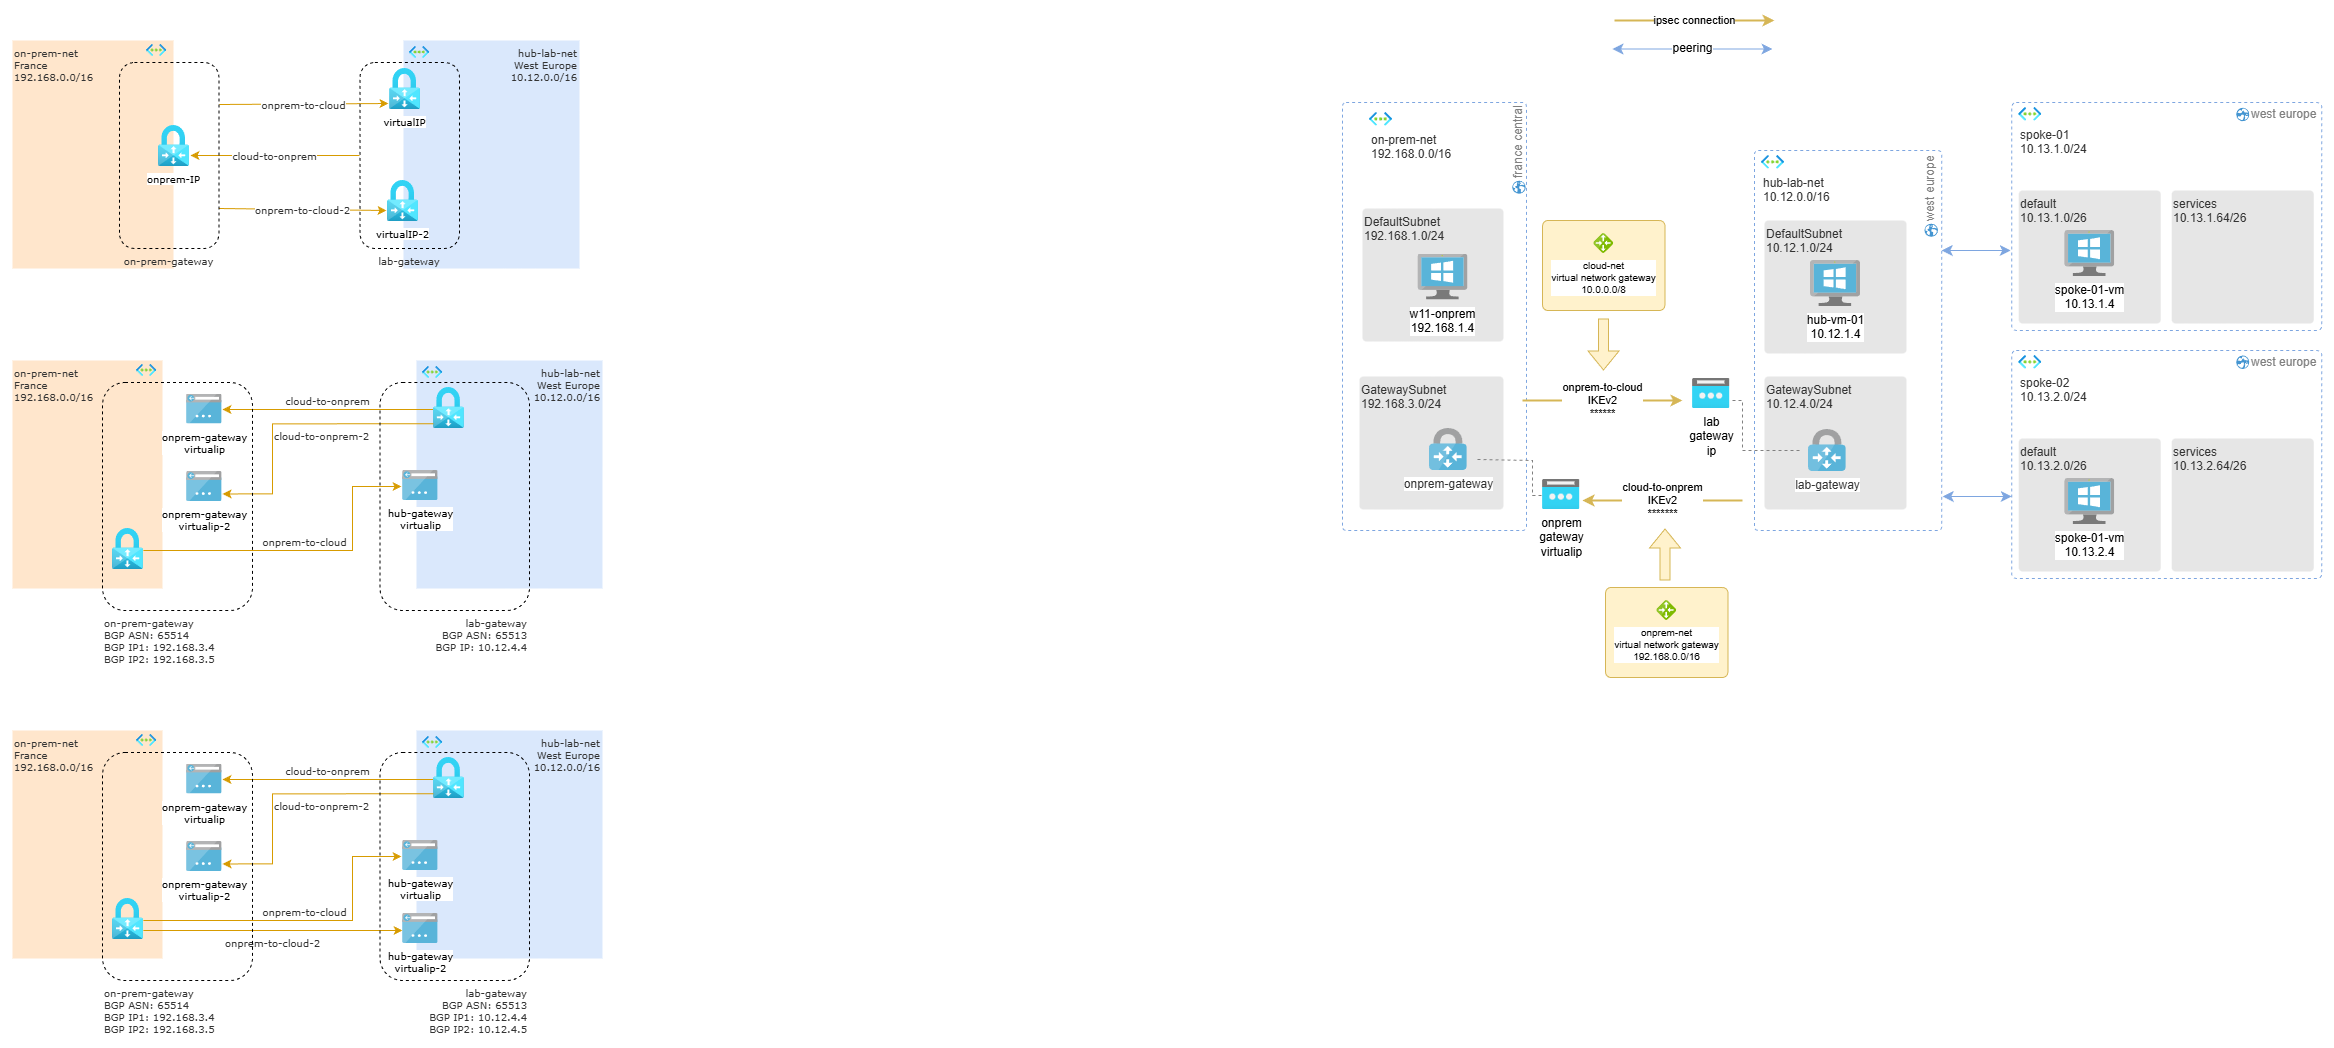 on-prem-net
France
192.168.0.0/16
hub-lab-net
West Europe
10.12.0.0/16
onprem-to-cloud
virtualIP
cloud-to-onprem
onprem-IP
onprem-to-cloud-2
virtualIP-2
on-prem-gateway
lab-gateway
on-prem-net
France
192.168.0.0/16
hub-lab-net
West Europe
10.12.0.0/16
cloud-to-onprem
onprem-gateway
virtualip
cloud-to-onprem-2
onprem-gateway
virtualip-2
hub-gateway
virtualip
onprem-to-cloud
on-prem-gateway
BGP ASN: 65514
BGP IP1: 192.168.3.4
BGP IP2: 192.168.3.5
lab-gateway
BGP ASN: 65513
BGP IP: 10.12.4.4
on-prem-net
France
192.168.0.0/16
hub-lab-net
West Europe
10.12.0.0/16
cloud-to-onprem
onprem-gateway
virtualip
cloud-to-onprem-2
onprem-gateway
virtualip-2
hub-gateway
virtualip
onprem-to-cloud
onprem-to-cloud-2
hub-gateway
virtualip-2
on-prem-gateway
BGP ASN: 65514
BGP IP1: 192.168.3.4
BGP IP2: 192.168.3.5
lab-gateway
BGP ASN: 65513
BGP IP1: 10.12.4.4
BGP IP2: 10.12.4.5
ipsec connection
peering
on-prem-net
192.168.0.0/16
france central
DefaultSubnet
192.168.1.0/24
w11-onprem
192.168.1.4
GatewaySubnet
192.168.3.0/24
onprem-gateway
cloud-net
virtual network gateway
10.0.0.0/8
onprem-to-cloud
IKEv2
******
lab
gateway
ip
onprem
gateway
virtualip
cloud-to-onprem
IKEv2
*******
onprem-net
virtual network gateway
192.168.0.0/16
hub-lab-net
10.12.0.0/16
west europe
DefaultSubnet
10.12.1.0/24
hub-vm-01
10.12.1.4
GatewaySubnet
10.12.4.0/24
lab-gateway
west europe
spoke-01
10.13.1.0/24
default
10.13.1.0/26
spoke-01-vm
10.13.1.4
services
10.13.1.64/26
west europe
spoke-02
10.13.2.0/24
default
10.13.2.0/26
spoke-01-vm
10.13.2.4
services
10.13.2.64/26